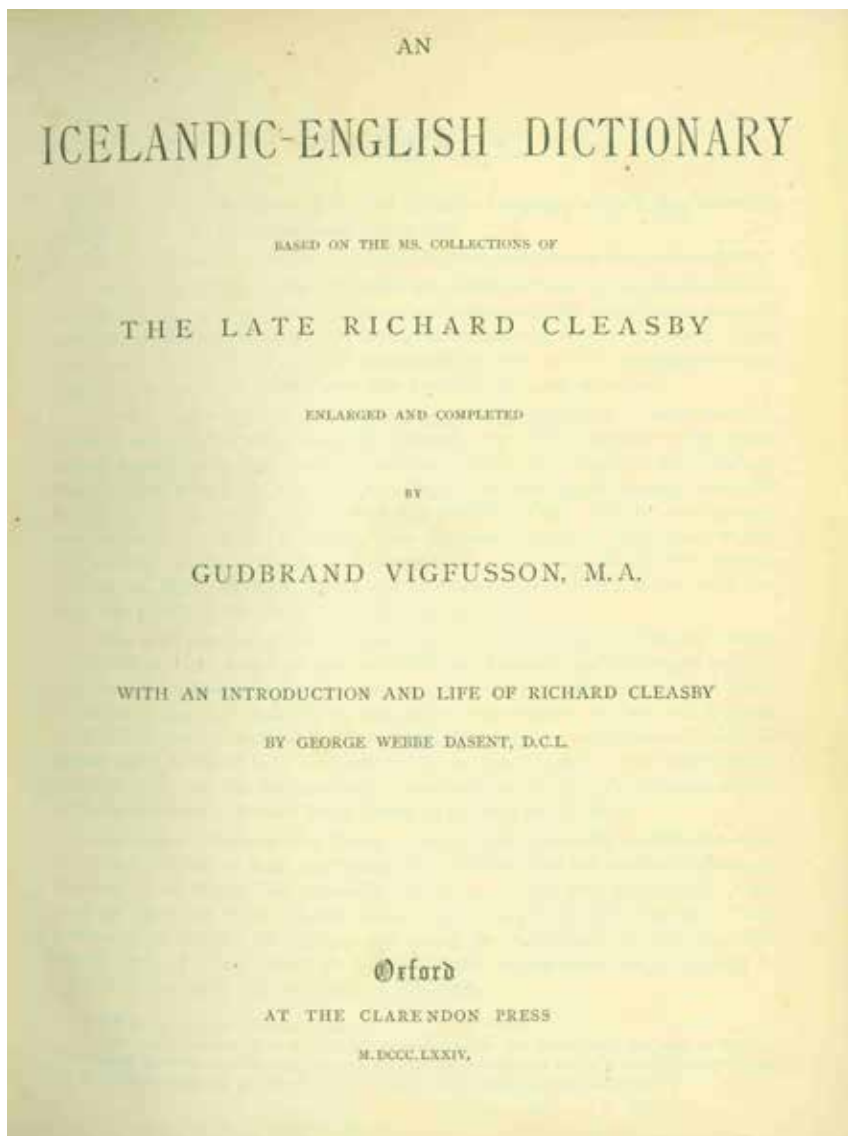 AN
ICELANDIC-ENGLISH DICTIONARY
BASED ON THE MS. COLLECTIONS OF
THE LATE RICHARD CLEASBY
ENLARGED AND COMPLETED
BY
GUDBRAND VIGFUSSON, M.A.
WITH AN INTRODUCTION AND LIFE OF RICHARD CLEASBY
BY GEORGE WEBBE DASENT, D.C.L.
Oxford
AT THE CLARENDON PRESS
M.DCCC.LXXIV.